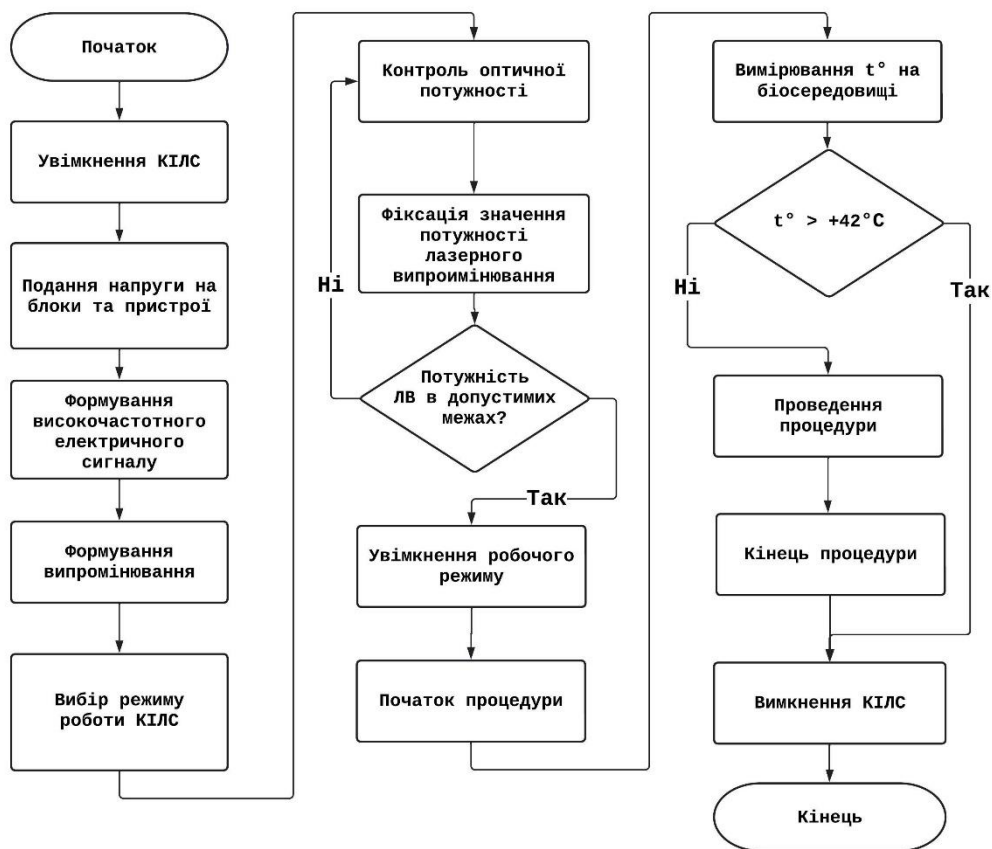 Початок
Увімкнення КІЛС
Подання напруги на
блоки та пристрої
Формування
високочастотного
електричного
сигналу
Формування
випромінювання
Вибір режиму
роботи КІЛС
Контроль оптичної
потужності
Фіксація значення
потужності
лазерного
випроимінювання
Ні
Потужність
ЛВ в допустимих
межах?
Так
Увімкнення робочого
режиму
Початок процедури
Вимірювання t° на
біосередовищі
t° > +42°C
Ні
Так
Проведення
процедури
Кінець процедури
Вимкнення КІЛС
Кінець